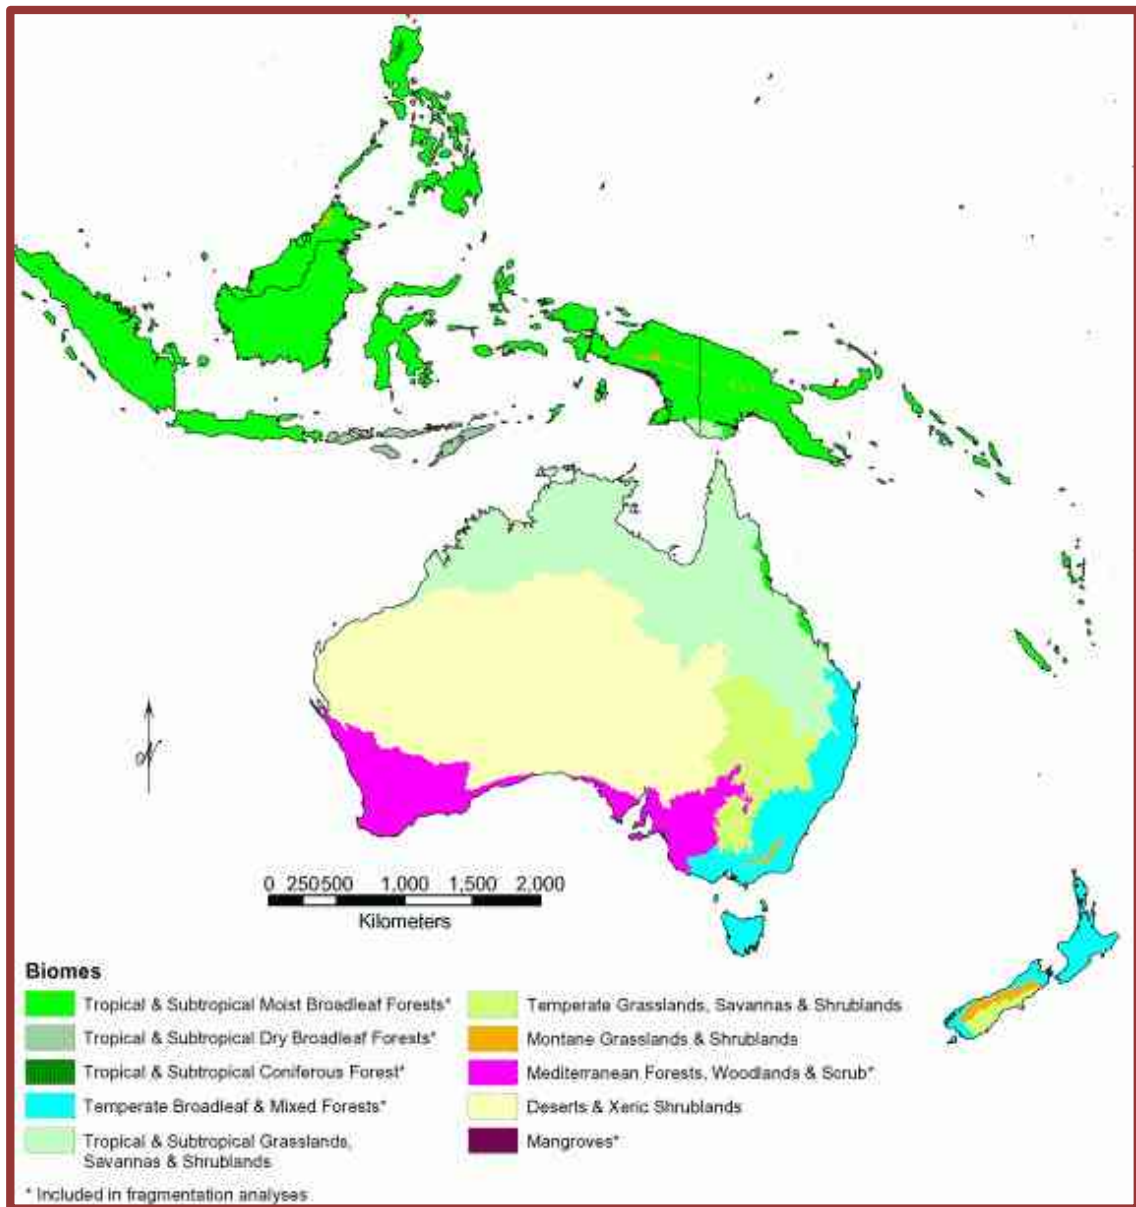 0 250500 1,000 1,500 2,000
Kilometers
Biomes
Tropical & Subtropical Moist Broadleaf Forests*
Tropical & Subtropical Dry Broadleaf Forests*
Tropical & Subtropical Coniferous Forest*
Temperate Broadleaf & Mixed Forests*
Tropical & Subtropical Grasslands,
Savannas & Shrublands
Temperate Grasslands, Savannas & Shrublands
Montane Grasslands & Shrublands
Mediterranean Forests, Woodlands & Scrub*
Deserts & Xeric Shrublands
Mangroves*
* Included in fragmentation analyses